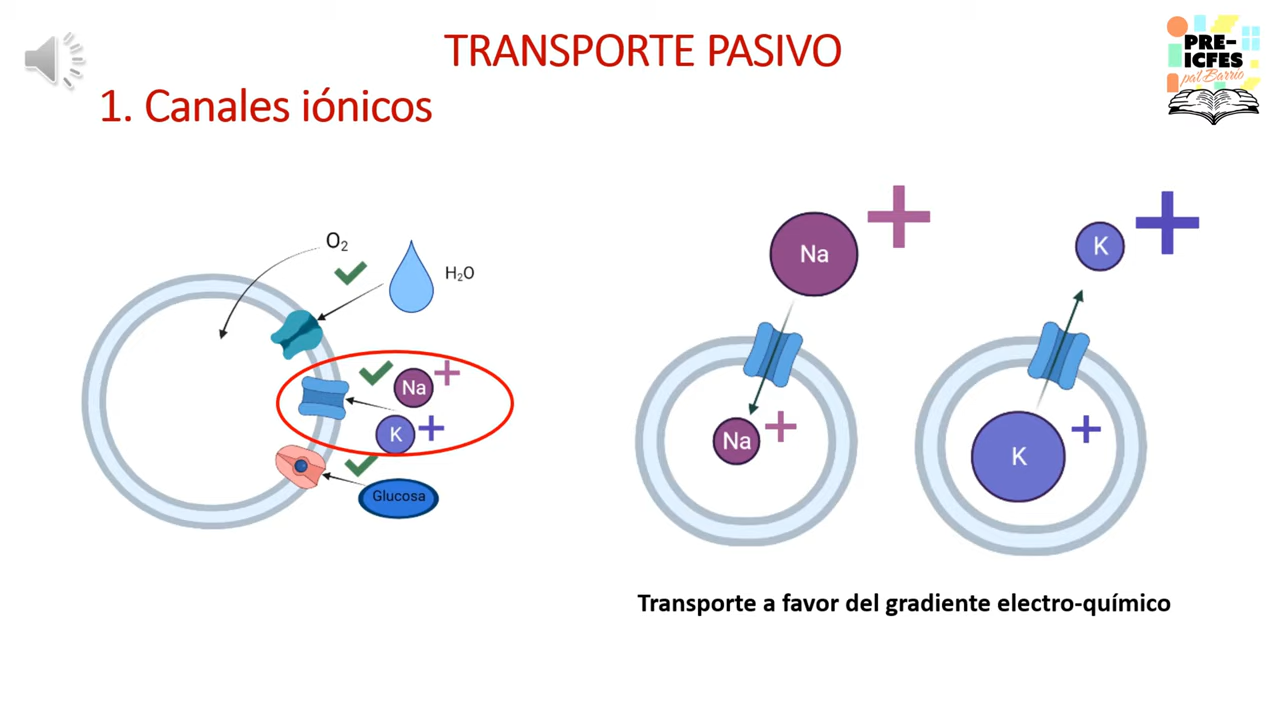 TRANSPORTE PASIVO
PRE-
ICFES
pal Barrio
1. Canales iónicos
O₂
H₂O
Na +
K +
Glucosa
Na +
Na +
K +
K +
Transporte a favor del gradiente electro-químico